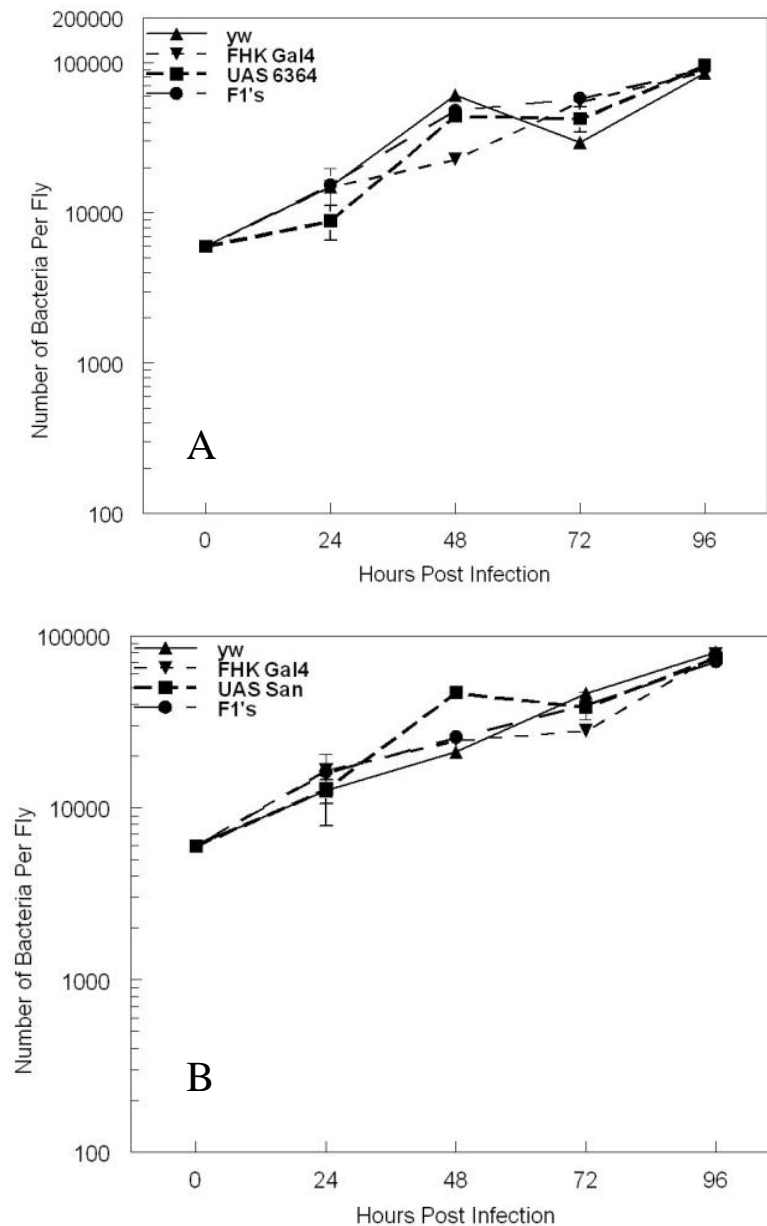 200000
100000
10000
1000
100
Number of Bacteria Per Fly
yw
FHK Gal4
UAS 6364
F1's
A
0 24 48 72 96
Hours Post Infection
100000
10000
1000
100
Number of Bacteria Per Fly
yw
FHK Gal4
UAS San
F1's
B
0 24 48 72 96
Hours Post Infection